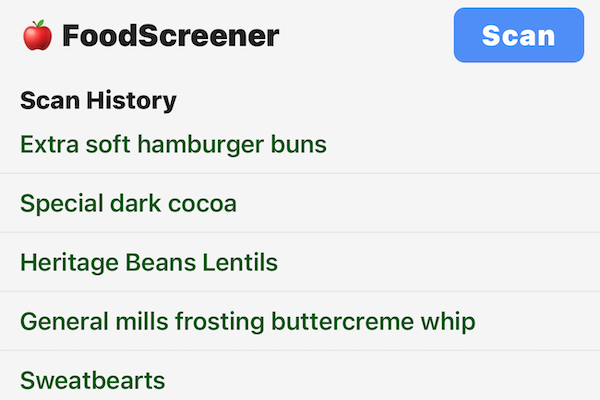 FoodScreener
Scan
Scan History
Extra soft hamburger buns
Special dark cocoa
Heritage Beans Lentils
General mills frosting buttercreme whip
Sweatbearts